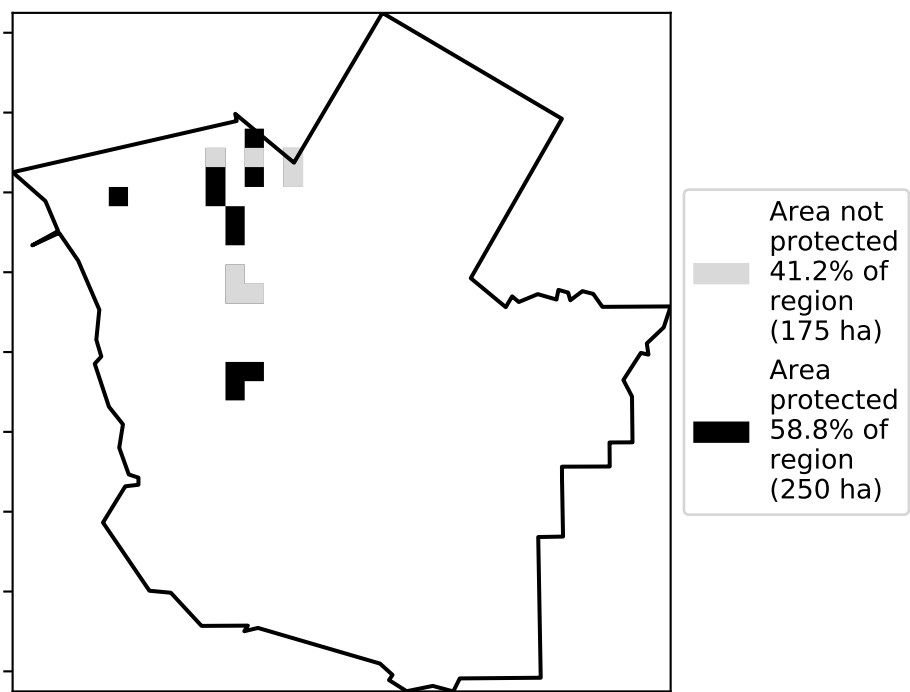 Area not
protected
41.2% of
region
(175 ha)
Area
protected
58.8% of
region
(250 ha)